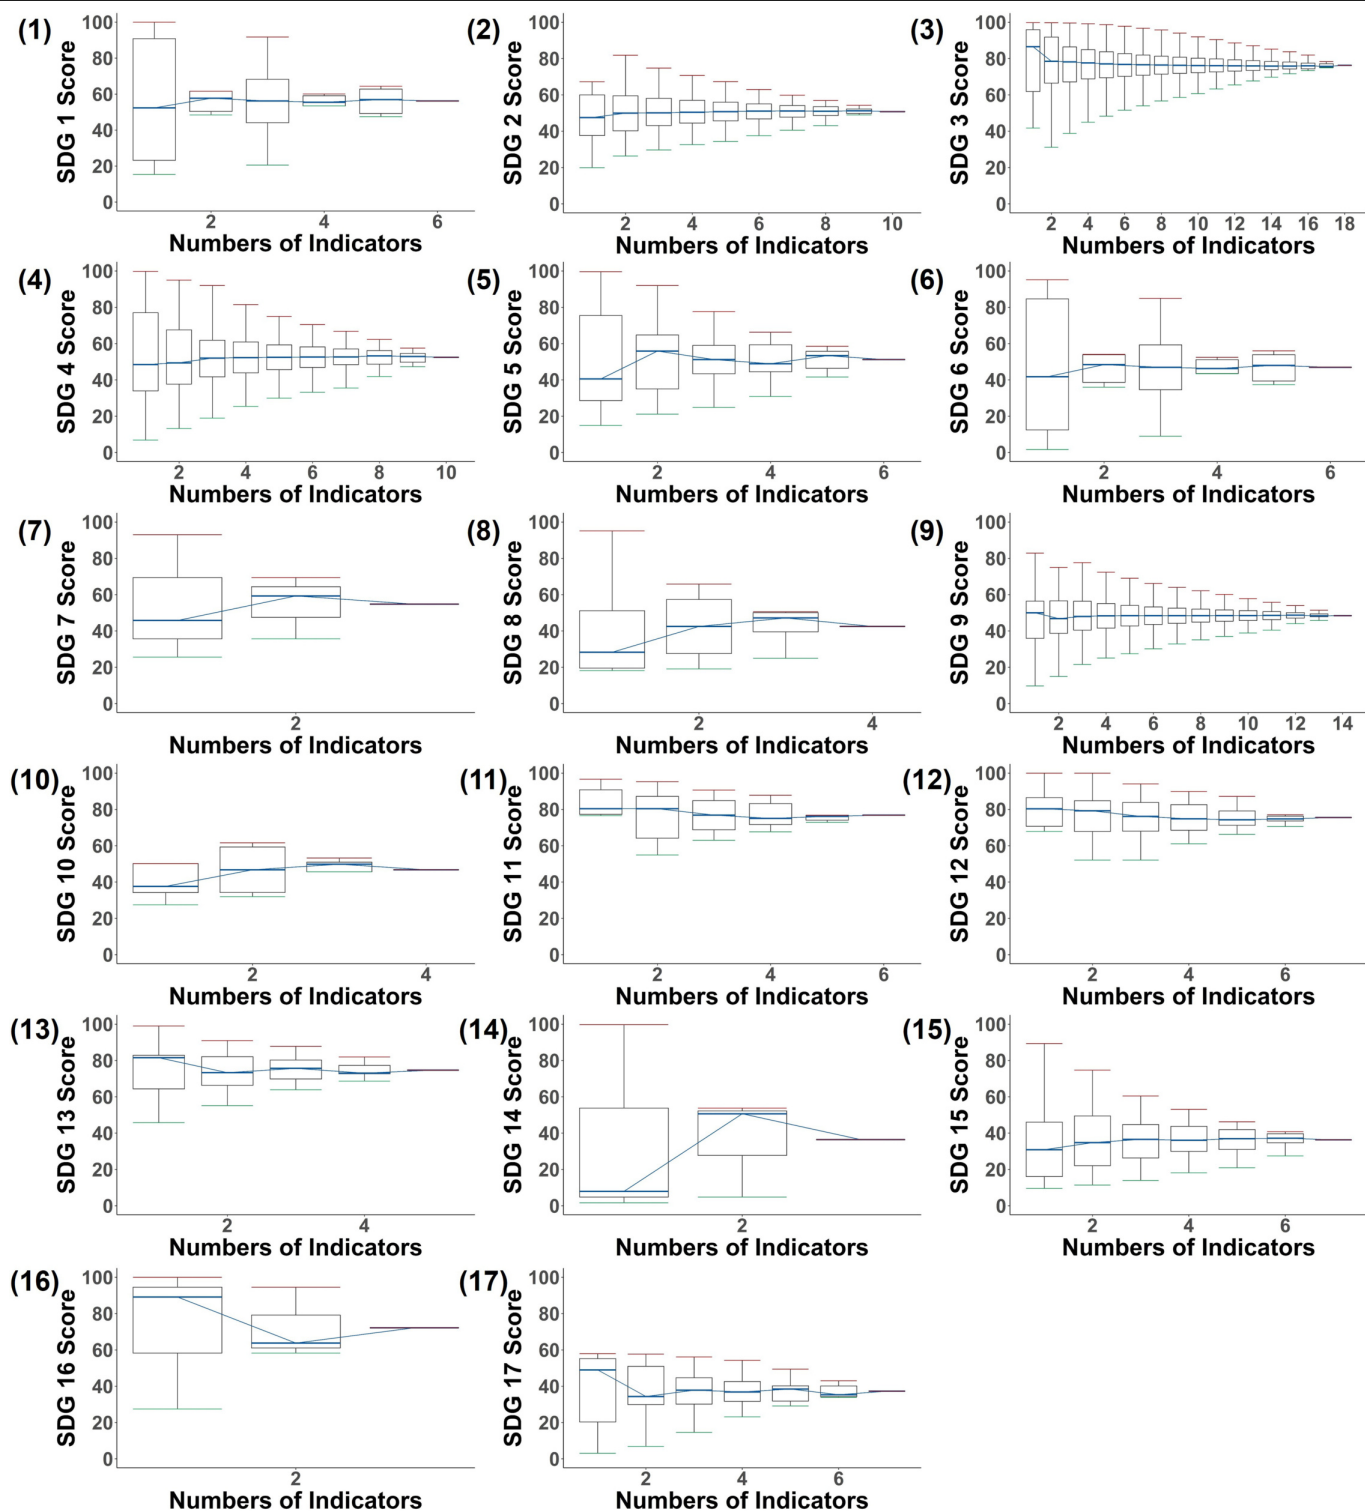 (1)
SDG 1 Score
100
80
60
40
20
0
2 4 6
Numbers of Indicators
(2)
SDG 2 Score
100
80
60
40
20
0
2 4 6 8 10
Numbers of Indicators
(3)
SDG 3 Score
100
80
60
40
20
0
2 4 6 8 10 12 14 16 18
Numbers of Indicators
(4)
SDG 4 Score
100
80
60
40
20
0
2 4 6 8 10
Numbers of Indicators
(5)
SDG 5 Score
100
80
60
40
20
0
2 4 6
Numbers of Indicators
(6)
SDG 6 Score
100
80
60
40
20
0
2 4 6
Numbers of Indicators
(7)
SDG 7 Score
100
80
60
40
20
0
2
Numbers of Indicators
(8)
SDG 8 Score
100
80
60
40
20
0
2 4
Numbers of Indicators
(9)
SDG 9 Score
100
80
60
40
20
0
2 4 6 8 10 12 14
Numbers of Indicators
(10)
SDG 10 Score
100
80
60
40
20
0
2 4
Numbers of Indicators
(11)
SDG 11 Score
100
80
60
40
20
0
2 4 6
Numbers of Indicators
(12)
SDG 12 Score
100
80
60
40
20
0
2 4 6
Numbers of Indicators
(13)
SDG 13 Score
100
80
60
40
20
0
2 4
Numbers of Indicators
(14)
SDG 14 Score
100
80
60
40
20
0
2
Numbers of Indicators
(15)
SDG 15 Score
100
80
60
40
20
0
2 4 6
Numbers of Indicators
(16)
SDG 16 Score
100
80
60
40
20
0
2
Numbers of Indicators
(17)
SDG 17 Score
100
80
60
40
20
0
2 4 6
Numbers of Indicators